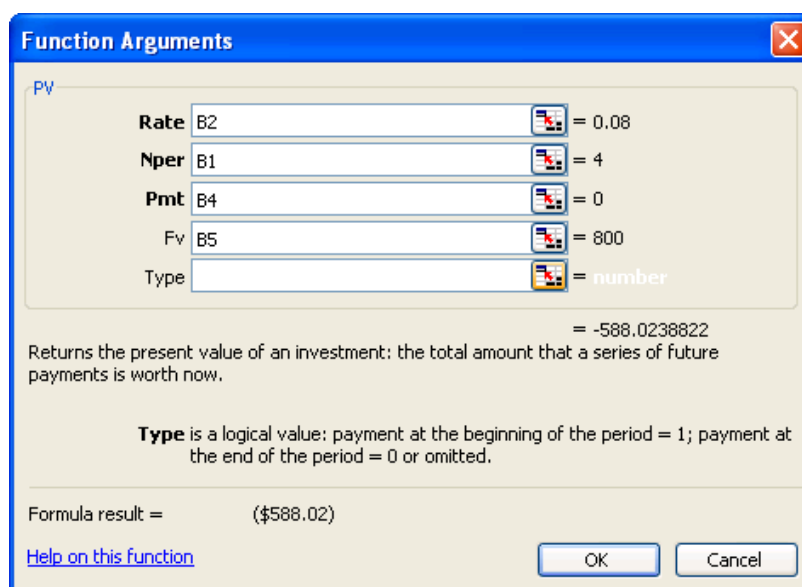 Function Arguments
PV
Rate B2 = 0.08
Nper B1 = 4
Pmt B4 = 0
Fv B5 = 800
Type = number
= -588.0238822
Returns the present value of an investment: the total amount that a series of future
payments is worth now.
Type is a logical value: payment at the beginning of the period = 1; payment at
the end of the period = 0 or omitted.
Formula result = ($588.02)
Help on this function OK Cancel